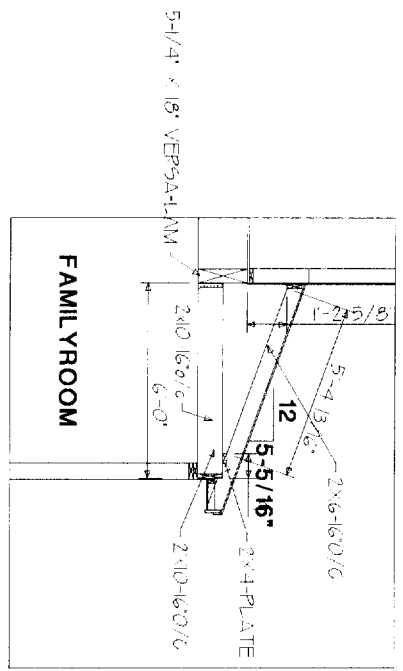 5-1/4" X 18" VERSA-LAM
FAMILYROOM
2X10-16"O/C
6'-0"
1'-2 5/8"
5'-4 13/16"
12
5-5/16"
2X6-16"O/C
2X4-PLATE
2X10-16"O/C